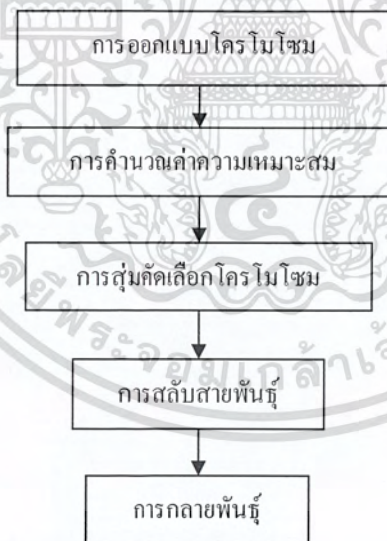 การออกแบบโครโมโซม
การคำนวณค่าความเหมาะสม
การสุ่มคัดเลือกโครโมโซม
การสลับสายพันธุ์
การกลายพันธุ์